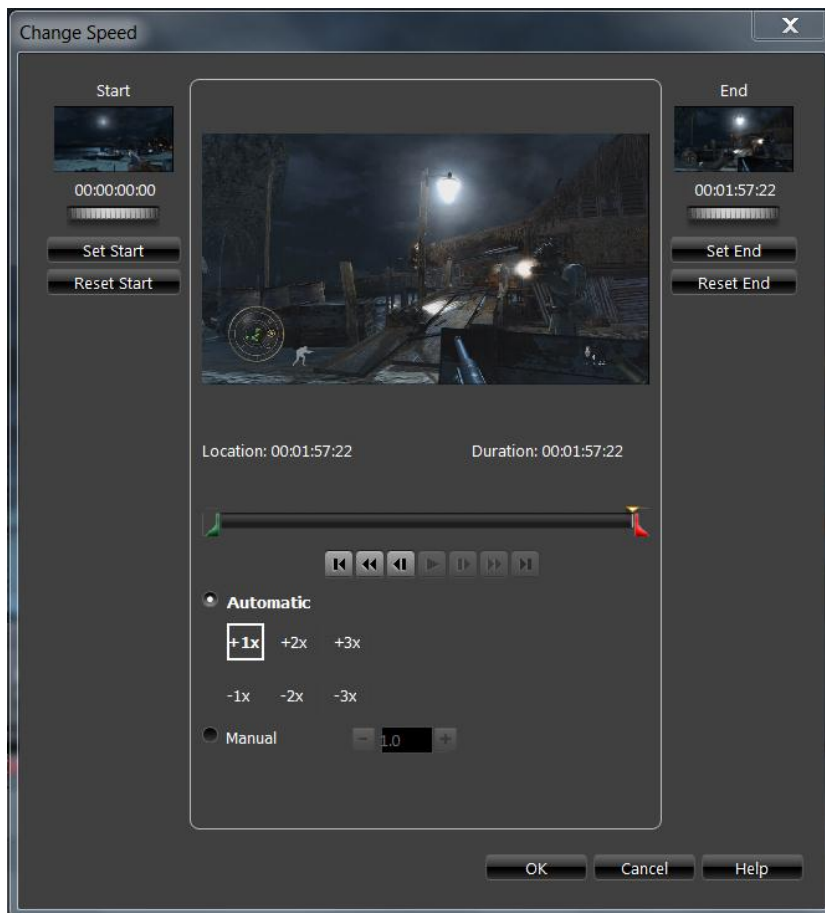 Change Speed
X
Start
End
00:00:00:00
00:01:57:22
Set Start
Set End
Reset Start
Reset End
Location: 00:01:57:22
Duration: 00:01:57:22
Automatic
+1x +2x +3x
-1x -2x -3x
Manual
- 1.0 +
OK Cancel Help